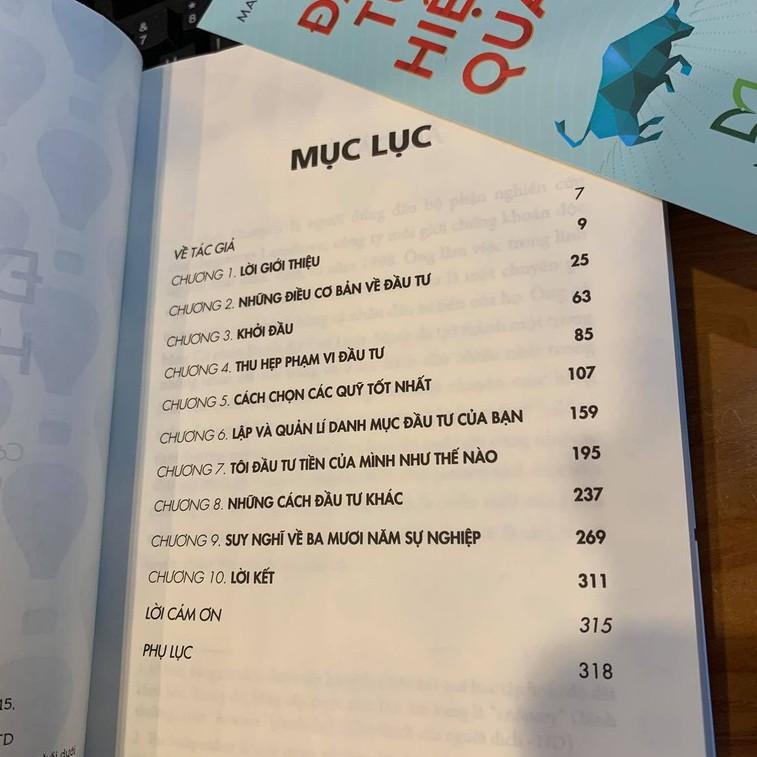 MỤC LỤC
VỀ TÁC GIẢ 7
CHƯƠNG 1. LỜI GIỚI THIỆU 9
CHƯƠNG 2. NHỮNG ĐIỀU CƠ BẢN VỀ ĐẦU TƯ 25
CHƯƠNG 3. KHỞI ĐẦU 63
CHƯƠNG 4. THU HẸP PHẠM VI ĐẦU TƯ 85
CHƯƠNG 5. CÁCH CHỌN CÁC QUỸ TỐT NHẤT 107
CHƯƠNG 6. LẬP VÀ QUẢN LÍ DANH MỤC ĐẦU TƯ CỦA BẠN 159
CHƯƠNG 7. TÔI ĐẦU TƯ TIỀN CỦA MÌNH NHƯ THẾ NÀO 195
CHƯƠNG 8. NHỮNG CÁCH ĐẦU TƯ KHÁC 237
CHƯƠNG 9. SUY NGHĨ VỀ BA MƯƠI NĂM SỰ NGHIỆP 269
CHƯƠNG 10. LỜI KẾT 311
LỜI CẢM ƠN 315
PHỤ LỤC 318